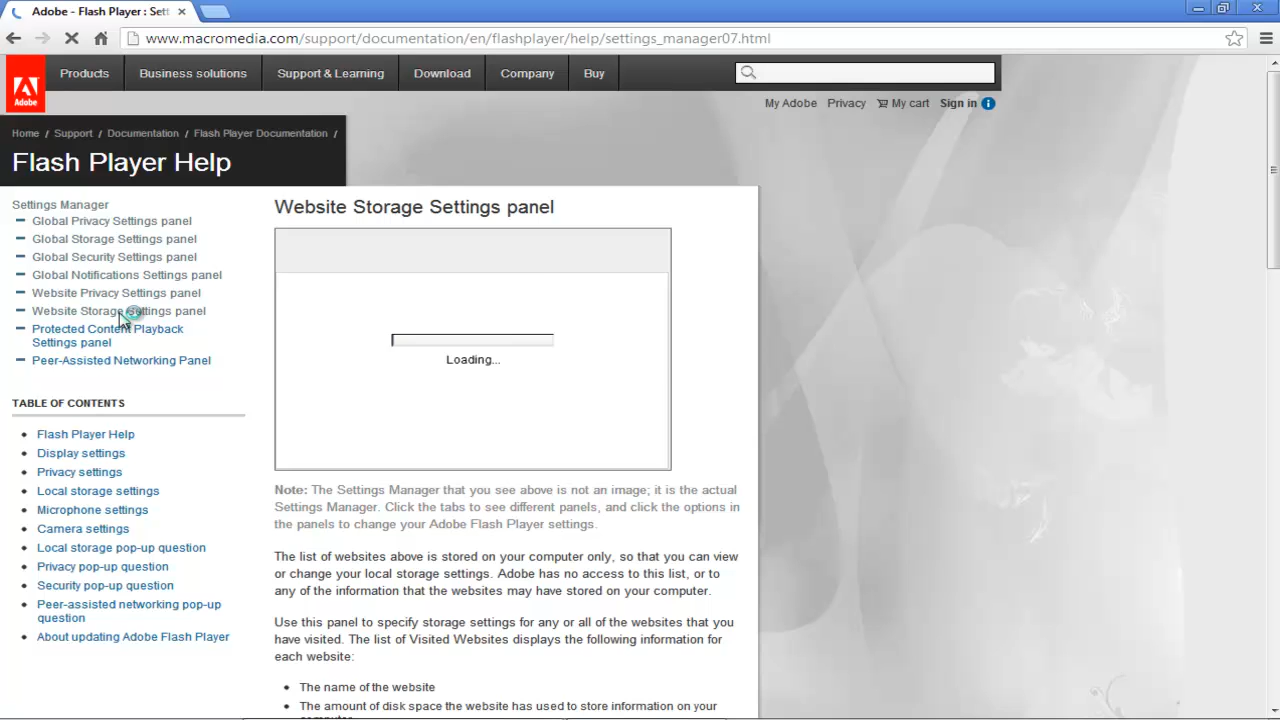 Adobe - Flash Player : Sett
www.macromedia.com/support/documentation/en/flashplayer/help/settings_manager07.html
Adobe
Products
Business solutions
Support & Learning
Download
Company
Buy
My Adobe
Privacy
My cart
Sign in
Home / Support / Documentation / Flash Player Documentation /
Flash Player Help
Settings Manager
Global Privacy Settings panel
Global Storage Settings panel
Global Security Settings panel
Global Notifications Settings panel
Website Privacy Settings panel
Website Storage Settings panel
Protected Content Playback
Settings panel
Peer-Assisted Networking Panel
TABLE OF CONTENTS
Flash Player Help
Display settings
Privacy settings
Local storage settings
Microphone settings
Camera settings
Local storage pop-up question
Privacy pop-up question
Security pop-up question
Peer-assisted networking pop-up
question
About updating Adobe Flash Player
Website Storage Settings panel
Loading...
Note: The Settings Manager that you see above is not an image; it is the actual
Settings Manager. Click the tabs to see different panels, and click the options in
the panels to change your Adobe Flash Player settings.
The list of websites above is stored on your computer only, so that you can view
or change your local storage settings. Adobe has no access to this list, or to
any of the information that the websites may have stored on your computer.
Use this panel to specify storage settings for any or all of the websites that you
have visited. The list of Visited Websites displays the following information for
each website:
The name of the website
The amount of disk space the website has used to store information on your